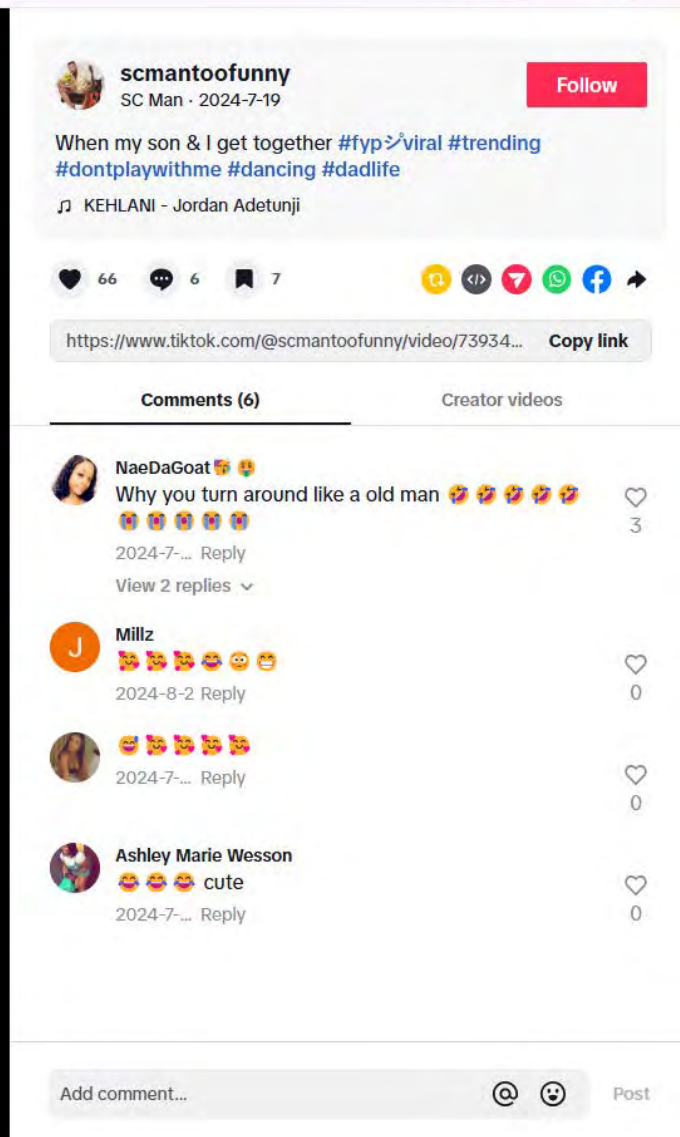 scmantoofunny
SC Man · 2024-7-19
Follow
When my son & I get together #fypシviral #trending
#dontplaywithme #dancing #dadlife
♫ KEHLANI - Jordan Adetunji
66
6
7
https://www.tiktok.com/@scmantoofunny/video/73934...
Copy link
Comments (6)
Creator videos
NaeDaGoat🥳 🤑
Why you turn around like a old man 🤣 🤣 🤣 🤣 🤣
😭 😭 😭 😭 😭
3
2024-7-... Reply
View 2 replies
J
Millz
🥰 🥰 🥰 😂 😳 😁
2024-8-2 Reply
0
😅 🥰 🥰 🥰 🥰
2024-7-... Reply
0
Ashley Marie Wesson
😂 😂 😂 cute
2024-7-... Reply
0
Add comment...
@
Post